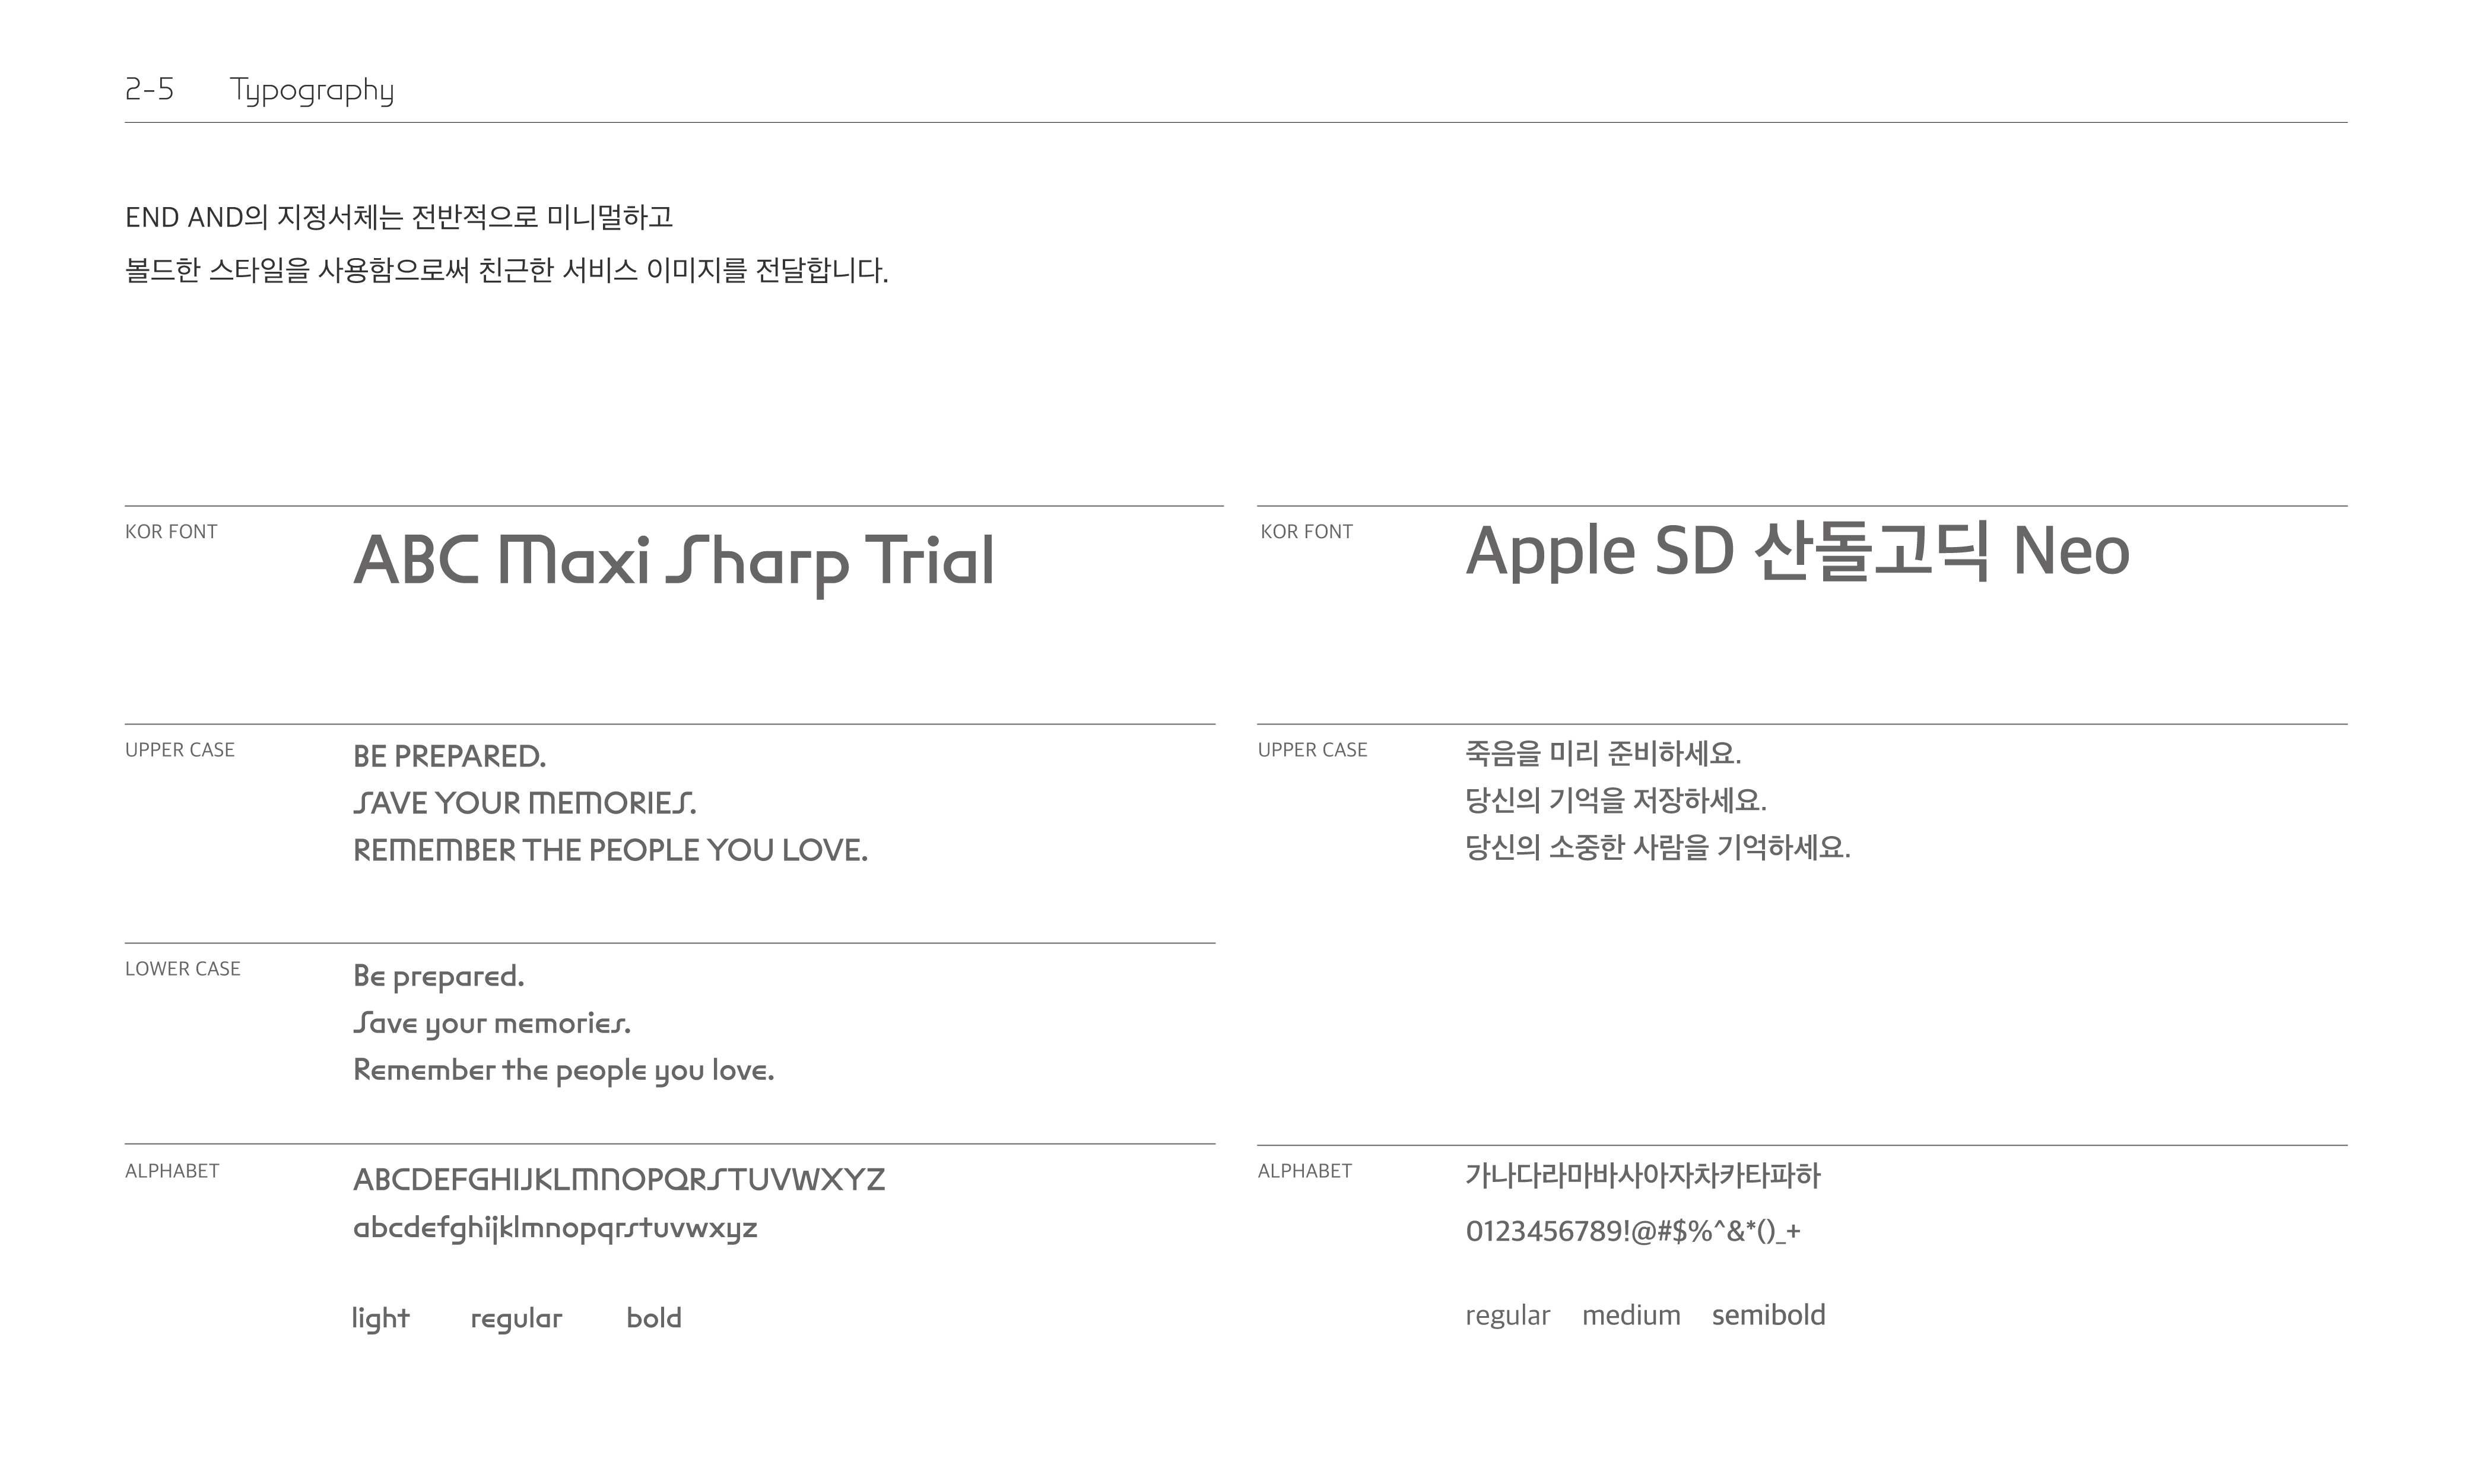 2-5 Typography
END AND의 지정서체는 전반적으로 미니멀하고
볼드한 스타일을 사용함으로써 친근한 서비스 이미지를 전달합니다.
KOR FONT
ABC Maxi Sharp Trial
UPPER CASE
BE PREPARED.
SAVE YOUR MEMORIES.
REMEMBER THE PEOPLE YOU LOVE.
LOWER CASE
Be prepared.
Save your memories.
Remember the people you love.
ALPHABET
ABCDEFGHIJKLMNOPQRSTUVWXYZ
abcdefghijklmnopqrstuvwxyz
light regular bold
KOR FONT
Apple SD 산돌고딕 Neo
UPPER CASE
죽음을 미리 준비하세요.
당신의 기억을 저장하세요.
당신의 소중한 사람을 기억하세요.
ALPHABET
가나다라마바사아자차카타파하
0123456789!@#$%^&*()_+
regular medium semibold